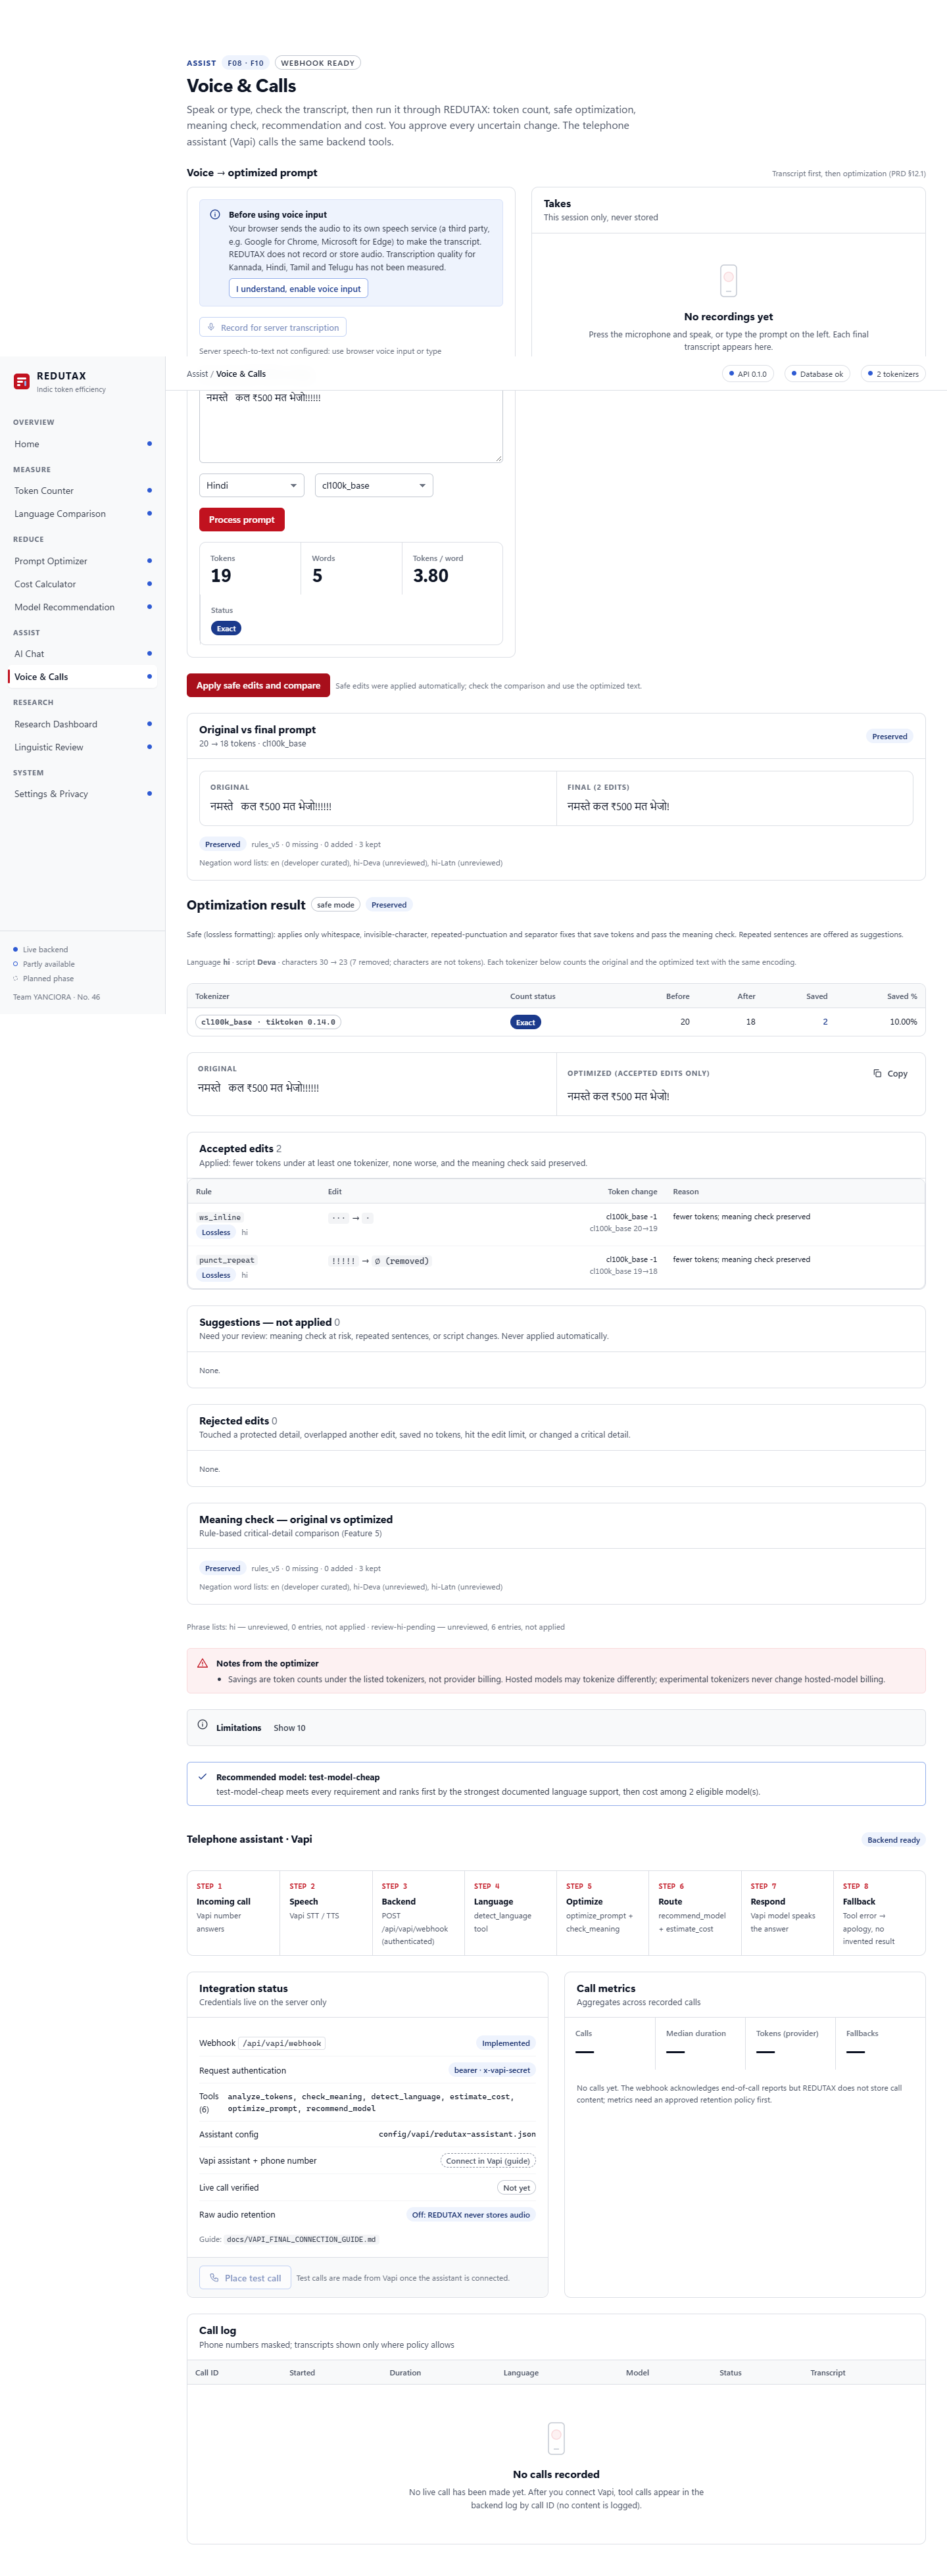 ASSIST F08 · F10 WEBHOOK READY
Voice & Calls
Speak or type, check the transcript, then run it through REDUTAX: token count, safe optimization,
meaning check, recommendation and cost. You approve every uncertain change. The telephone
assistant (Vapi) calls the same backend tools.
Voice → optimized prompt
Transcript first, then optimization (PRD §12.1)
Before using voice input
Your browser sends the audio to its own speech service (a third party,
e.g. Google for Chrome, Microsoft for Edge) to make the transcript.
REDUTAX does not record or store audio. Transcription quality for
Kannada, Hindi, Tamil and Telugu has not been measured.
I understand, enable voice input
Record for server transcription
Server speech-to-text not configured: use browser voice input or type
Takes
This session only, never stored
No recordings yet
Press the microphone and speak, or type the prompt on the left. Each final
transcript appears here.
REDUTAX
Indic token efficiency
OVERVIEW
Home
MEASURE
Token Counter
Language Comparison
REDUCE
Prompt Optimizer
Cost Calculator
Model Recommendation
ASSIST
AI Chat
Voice & Calls
RESEARCH
Research Dashboard
Linguistic Review
SYSTEM
Settings & Privacy
Live backend
Partly available
Planned phase
Team YANCIORA · No. 46
Assist / Voice & Calls
API 0.1.0
Database ok
2 tokenizers
नमस्ते   कल ₹500 मत भेजो!!!!!!
Hindi
cl100k_base
Process prompt
Tokens
19
Words
5
Tokens / word
3.80
Status
Exact
Apply safe edits and compare
Safe edits were applied automatically; check the comparison and use the optimized text.
Original vs final prompt
20 → 18 tokens · cl100k_base
Preserved
ORIGINAL
नमस्ते   कल ₹500 मत भेजो!!!!!!
FINAL (2 EDITS)
नमस्ते कल ₹500 मत भेजो!
Preserved rules_v5 · 0 missing · 0 added · 3 kept
Negation word lists: en (developer curated), hi-Deva (unreviewed), hi-Latn (unreviewed)
Optimization result safe mode Preserved
Safe (lossless formatting): applies only whitespace, invisible-character, repeated-punctuation and separator fixes that save tokens and pass the meaning check. Repeated sentences are offered as suggestions.
Language hi · script Deva · characters 30 → 23 (7 removed; characters are not tokens). Each tokenizer below counts the original and the optimized text with the same encoding.
Tokenizer Count status Before After Saved Saved %
cl100k_base · tiktoken 0.14.0 Exact 20 18 2 10.00%
ORIGINAL
नमस्ते   कल ₹500 मत भेजो!!!!!!
OPTIMIZED (ACCEPTED EDITS ONLY)
Copy
नमस्ते कल ₹500 मत भेजो!
Accepted edits 2
Applied: fewer tokens under at least one tokenizer, none worse, and the meaning check said preserved.
Rule Edit Token change Reason
ws_inline ··· → · cl100k_base -1 fewer tokens; meaning check preserved
Lossless hi cl100k_base 20→19
punct_repeat !!!!! → ∅ (removed) cl100k_base -1 fewer tokens; meaning check preserved
Lossless hi cl100k_base 19→18
Suggestions — not applied 0
Need your review: meaning check at risk, repeated sentences, or script changes. Never applied automatically.
None.
Rejected edits 0
Touched a protected detail, overlapped another edit, saved no tokens, hit the edit limit, or changed a critical detail.
None.
Meaning check — original vs optimized
Rule-based critical-detail comparison (Feature 5)
Preserved rules_v5 · 0 missing · 0 added · 3 kept
Negation word lists: en (developer curated), hi-Deva (unreviewed), hi-Latn (unreviewed)
Phrase lists: hi — unreviewed, 0 entries, not applied · review-hi-pending — unreviewed, 6 entries, not applied
Notes from the optimizer
• Savings are token counts under the listed tokenizers, not provider billing. Hosted models may tokenize differently; experimental tokenizers never change hosted-model billing.
Limitations Show 10
Recommended model: test-model-cheap
test-model-cheap meets every requirement and ranks first by the strongest documented language support, then cost among 2 eligible model(s).
Telephone assistant · Vapi
Backend ready
STEP 1
Incoming call
Vapi number
answers
STEP 2
Speech
Vapi STT / TTS
STEP 3
Backend
POST
/api/vapi/webhook
(authenticated)
STEP 4
Language
detect_language
tool
STEP 5
Optimize
optimize_prompt +
check_meaning
STEP 6
Route
recommend_model
+ estimate_cost
STEP 7
Respond
Vapi model speaks
the answer
STEP 8
Fallback
Tool error →
apology, no
invented result
Integration status
Credentials live on the server only
Webhook /api/vapi/webhook Implemented
Request authentication bearer · x-vapi-secret
Tools (6) analyze_tokens, check_meaning, detect_language, estimate_cost,
optimize_prompt, recommend_model
Assistant config config/vapi/redutax-assistant.json
Vapi assistant + phone number Connect in Vapi (guide)
Live call verified Not yet
Raw audio retention Off: REDUTAX never stores audio
Guide: docs/VAPI_FINAL_CONNECTION_GUIDE.md
Place test call
Test calls are made from Vapi once the assistant is connected.
Call metrics
Aggregates across recorded calls
Calls Median duration Tokens (provider) Fallbacks
— — — —
No calls yet. The webhook acknowledges end-of-call reports but REDUTAX does not store call
content; metrics need an approved retention policy first.
Call log
Phone numbers masked; transcripts shown only where policy allows
Call ID Started Duration Language Model Status Transcript
No calls recorded
No live call has been made yet. After you connect Vapi, tool calls appear in the
backend log by call ID (no content is logged).